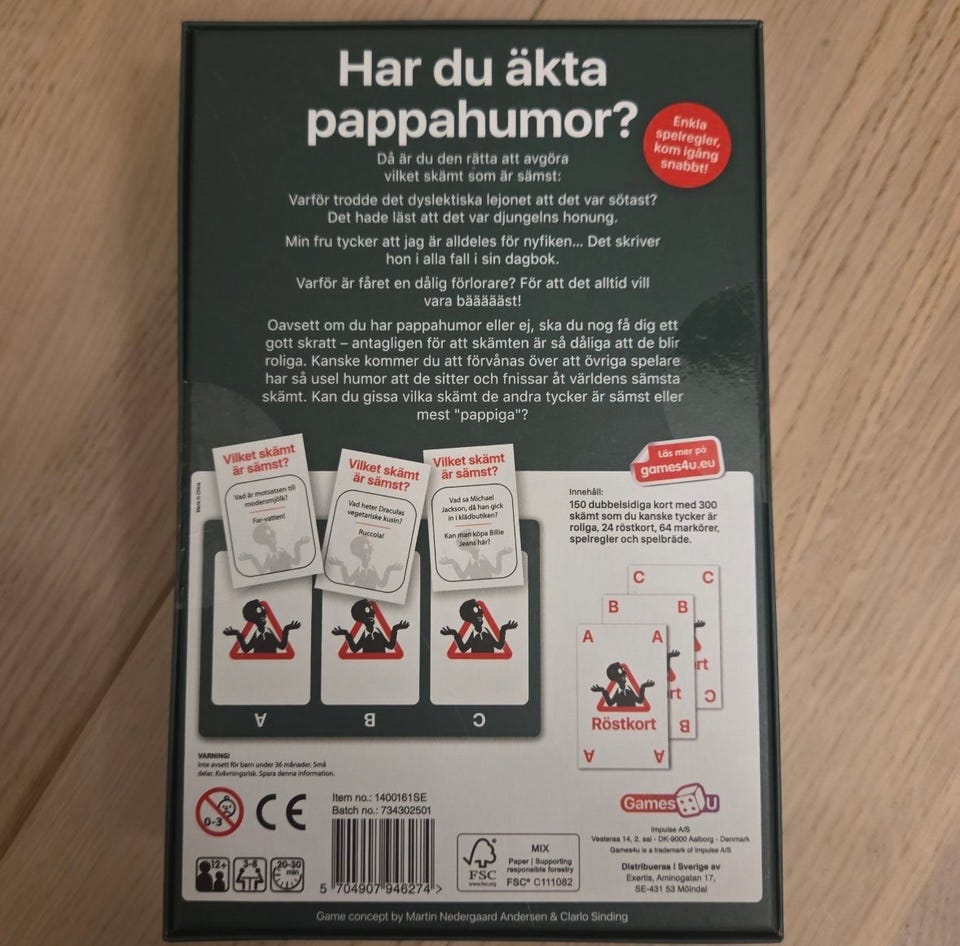 Har du äkta
pappahumor?
Enkla
spelregler,
kom igång
snabbt!
Då är du den rätta att avgöra
vilket skämt som är sämst:
Varför trodde det dyslektiska lejonet att det var sötast?
Det hade läst att det var djungelns honung.
Min fru tycker att jag är alldeles för nyfiken... Det skriver
hon i alla fall i sin dagbok.
Varför är fåret en dålig förlorare? För att det alltid vill
vara bääääst!
Oavsett om du har pappahumor eller ej, ska du nog få dig ett
gott skratt – antagligen för att skämten är så dåliga att de blir
roliga. Kanske kommer du att förvånas över att övriga spelare
har så usel humor att de sitter och fnissar åt världens sämsta
skämt. Kan du gissa vilka skämt de andra tycker är sämst eller
mest "pappiga"?
Vilket skämt
är sämst?
Vad är motsatsen till
modersmjölk?
Far-vatten!
Vilket skämt
är sämst?
Vad heter Draculas
vegetariske kusin?
Ruccola!
Vilket skämt
är sämst?
Vad sa Michael
Jackson, då han gick
in i klädbutiken?
Kan man köpa Billie
Jeans här?
A
B
C
Made in China
Läs mer på
games4u.eu
Innehåll:
150 dubbelsidiga kort med 300
skämt som du kanske tycker är
roliga, 24 röstkort, 64 markörer,
spelregler och spelbräde.
C C
B B
A A
rt
rt C
Röstkort B
A A
VARNING!
Inte avsett för barn under 36 månader. Små
delar. Kvävningsrisk. Spara denna information.
0-3
CE
Item no.: 1400161SE
Batch no.: 734302501
12+
3-8
20-30
min
5 704907 946274 >
FSC
www.fsc.org
MIX
Paper | Supporting
responsible forestry
FSC® C111082
Games4U
Impulse A/S
Vesteraa 14, 2. sal - DK-9000 Aalborg - Denmark
Games4u is a trademark of Impulse A/S
Distribueras i Sverige av
Exertis, Aminogatan 17,
SE-431 53 Mölndal
Game concept by Martin Nedergaard Andersen & Clarlo Sinding